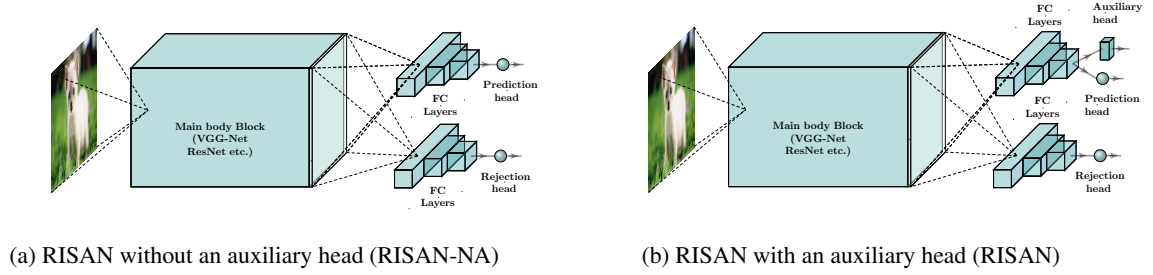 Main body Block
(VGG-Net
ResNet etc.)
FC
Layers
Prediction
head
FC
Layers
Rejection
head
(a) RISAN without an auxiliary head (RISAN-NA)
Main body Block
(VGG-Net
ResNet etc.)
FC
Layers
Auxiliary
head
Prediction
head
FC
Layers
Rejection
head
FC
Layers
(b) RISAN with an auxiliary head (RISAN)